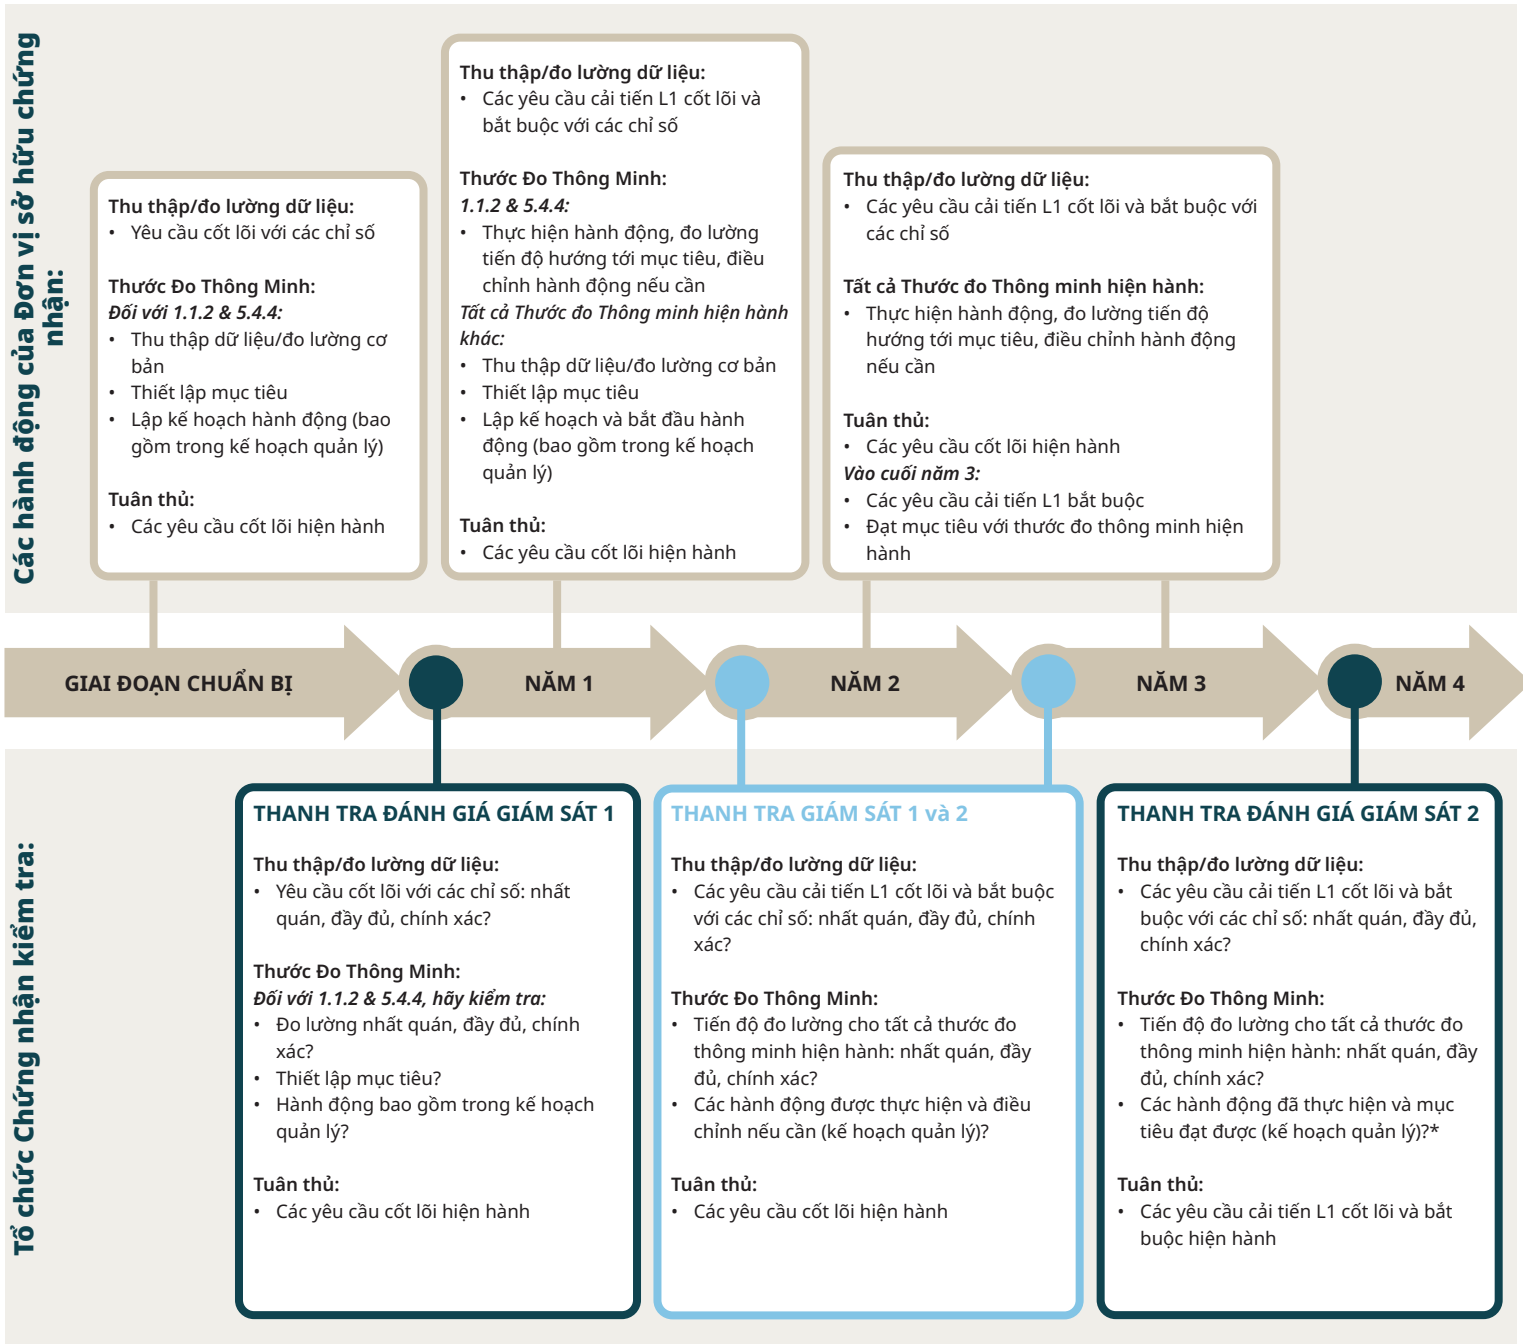 Các hành động của Đơn vị sở hữu chứng
nhận:
Thu thập/đo lường dữ liệu:
• Yêu cầu cốt lõi với các chỉ số
Thước Đo Thông Minh:
Đối với 1.1.2 & 5.4.4:
• Thu thập dữ liệu/đo lường cơ
bản
• Thiết lập mục tiêu
• Lập kế hoạch hành động (bao
gồm trong kế hoạch quản lý)
Tuân thủ:
• Các yêu cầu cốt lõi hiện hành
Thu thập/đo lường dữ liệu:
• Các yêu cầu cải tiến L1 cốt lõi và
bắt buộc với các chỉ số
Thước Đo Thông Minh:
1.1.2 & 5.4.4:
• Thực hiện hành động, đo lường
tiến độ hướng tới mục tiêu, điều
chỉnh hành động nếu cần
Tất cả Thước đo Thông minh hiện hành
khác:
• Thu thập dữ liệu/đo lường cơ bản
• Thiết lập mục tiêu
• Lập kế hoạch và bắt đầu hành
động (bao gồm trong kế hoạch
quản lý)
Tuân thủ:
• Các yêu cầu cốt lõi hiện hành
Thu thập/đo lường dữ liệu:
• Các yêu cầu cải tiến L1 cốt lõi và bắt buộc với
các chỉ số
Tất cả Thước đo Thông minh hiện hành:
• Thực hiện hành động, đo lường tiến độ
hướng tới mục tiêu, điều chỉnh hành động
nếu cần
Tuân thủ:
• Các yêu cầu cốt lõi hiện hành
Vào cuối năm 3:
• Các yêu cầu cải tiến L1 bắt buộc
• Đạt mục tiêu với thước đo thông minh hiện
hành
GIAI ĐOẠN CHUẨN BỊ
NĂM 1
NĂM 2
NĂM 3
NĂM 4
Tổ chức Chứng nhận kiểm tra:
THANH TRA ĐÁNH GIÁ GIÁM SÁT 1
Thu thập/đo lường dữ liệu:
• Yêu cầu cốt lõi với các chỉ số: nhất
quán, đầy đủ, chính xác?
Thước Đo Thông Minh:
Đối với 1.1.2 & 5.4.4, hãy kiểm tra:
• Đo lường nhất quán, đầy đủ, chính
xác?
• Thiết lập mục tiêu?
• Hành động bao gồm trong kế hoạch
quản lý?
Tuân thủ:
• Các yêu cầu cốt lõi hiện hành
THANH TRA GIÁM SÁT 1 và 2
Thu thập/đo lường dữ liệu:
• Các yêu cầu cải tiến L1 cốt lõi và bắt buộc
với các chỉ số: nhất quán, đầy đủ, chính
xác?
Thước Đo Thông Minh:
• Tiến độ đo lường cho tất cả thước đo
thông minh hiện hành: nhất quán, đầy
đủ, chính xác?
• Các hành động được thực hiện và điều
chỉnh nếu cần (kế hoạch quản lý)?
Tuân thủ:
• Các yêu cầu cốt lõi hiện hành
THANH TRA ĐÁNH GIÁ GIÁM SÁT 2
Thu thập/đo lường dữ liệu:
• Các yêu cầu cải tiến L1 cốt lõi và bắt
buộc với các chỉ số: nhất quán, đầy đủ,
chính xác?
Thước Đo Thông Minh:
• Tiến độ đo lường cho tất cả thước đo
thông minh hiện hành: nhất quán, đầy
đủ, chính xác?
• Các hành động đã thực hiện và mục
tiêu đạt được (kế hoạch quản lý)?*
Tuân thủ:
• Các yêu cầu cải tiến L1 cốt lõi và bắt
buộc hiện hành